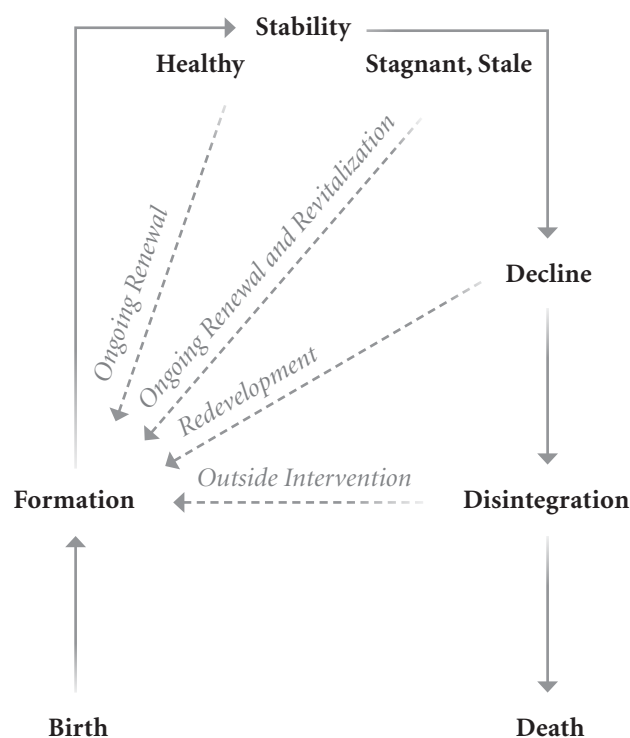 Stability
Healthy
Stagnant, Stale
Ongoing Renewal
Ongoing Renewal and Revitalization
Decline
Redevelopment
Outside Intervention
Formation
Disintegration
Birth
Death